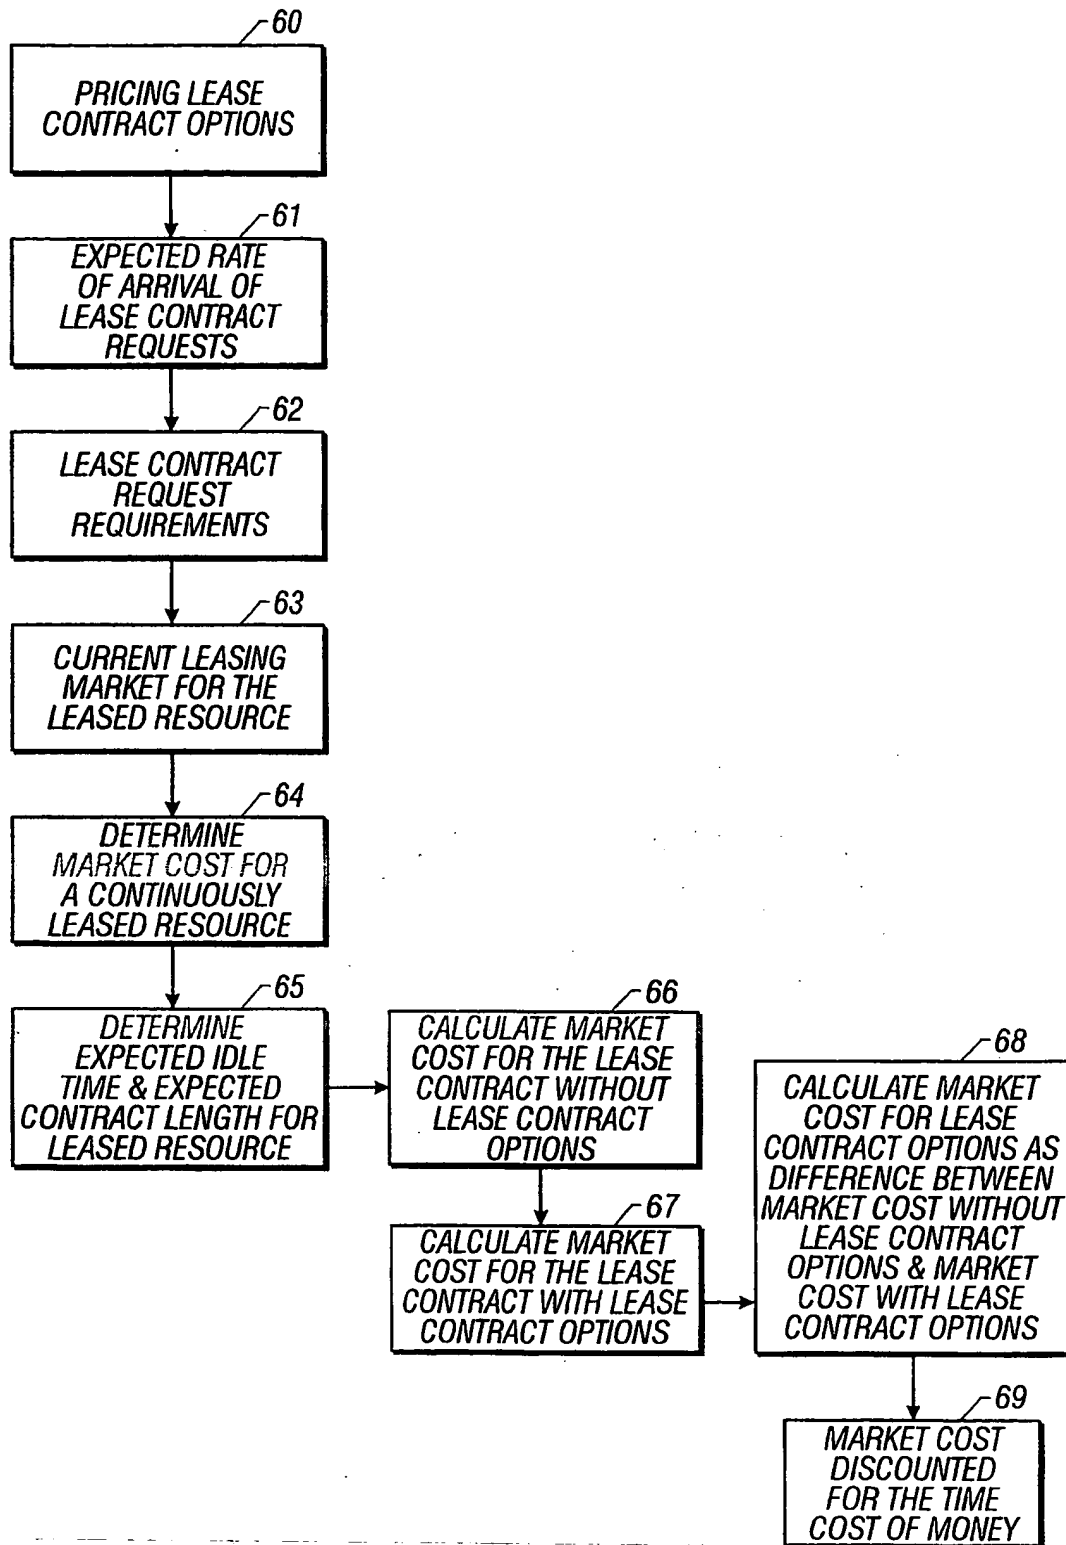 60
PRICING LEASE
CONTRACT OPTIONS
61
EXPECTED RATE
OF ARRIVAL OF
LEASE CONTRACT
REQUESTS
62
LEASE CONTRACT
REQUEST
REQUIREMENTS
63
CURRENT LEASING
MARKET FOR THE
LEASED RESOURCE
64
DETERMINE
MARKET COST FOR
A CONTINUOUSLY
LEASED RESOURCE
65
DETERMINE
EXPECTED IDLE
TIME & EXPECTED
CONTRACT LENGTH FOR
LEASED RESOURCE
66
CALCULATE MARKET
COST FOR THE LEASE
CONTRACT WITHOUT
LEASE CONTRACT
OPTIONS
67
CALCULATE MARKET
COST FOR THE LEASE
CONTRACT WITH LEASE
CONTRACT OPTIONS
68
CALCULATE MARKET
COST FOR LEASE
CONTRACT OPTIONS AS
DIFFERENCE BETWEEN
MARKET COST WITHOUT
LEASE CONTRACT
OPTIONS & MARKET
COST WITH LEASE
CONTRACT OPTIONS
69
MARKET COST
DISCOUNTED
FOR THE TIME
COST OF MONEY